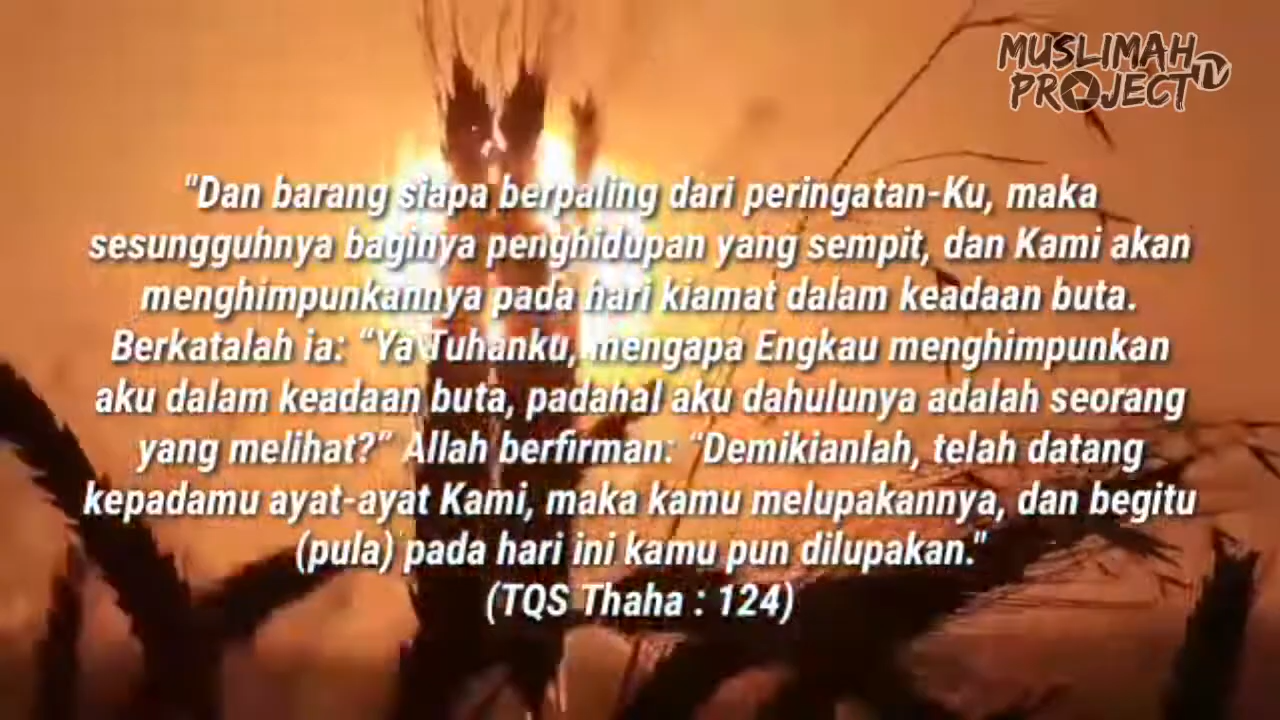 MUSLIMAH
PROJECT TV
"Dan barang siapa berpaling dari peringatan-Ku, maka
sesungguhnya baginya penghidupan yang sempit, dan Kami akan
menghimpunkannya pada hari kiamat dalam keadaan buta.
Berkatalah ia: “Ya Tuhanku, mengapa Engkau menghimpunkan
aku dalam keadaan buta, padahal aku dahulunya adalah seorang
yang melihat?” Allah berfirman: “Demikianlah, telah datang
kepadamu ayat-ayat Kami, maka kamu melupakannya, dan begitu
(pula) pada hari ini kamu pun dilupakan."
(TQS Thaha : 124)